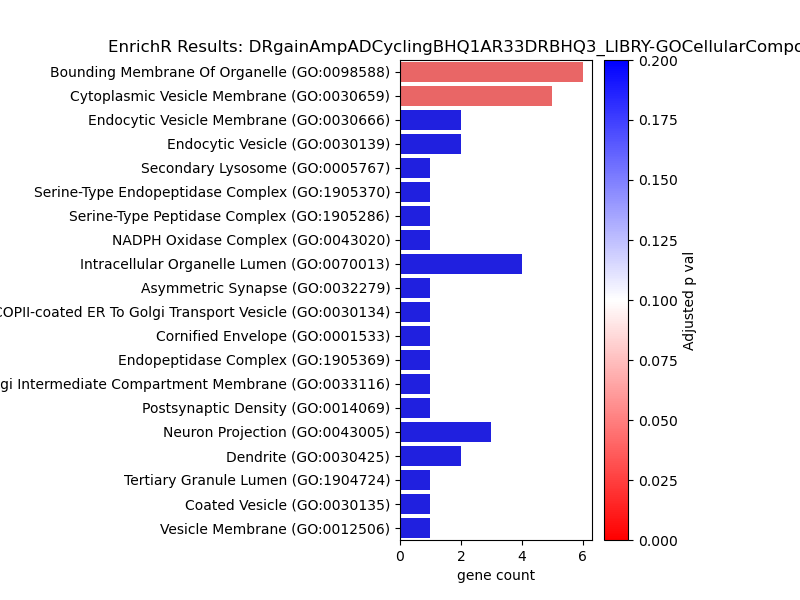 EnrichR Results: DRgainAmpADCyclingBHQ1AR33DRBHQ3_LIBRY-GOCellularCompo
Bounding Membrane Of Organelle (GO:0098588)
Cytoplasmic Vesicle Membrane (GO:0030659)
Endocytic Vesicle Membrane (GO:0030666)
Endocytic Vesicle (GO:0030139)
Secondary Lysosome (GO:0005767)
Serine-Type Endopeptidase Complex (GO:1905370)
Serine-Type Peptidase Complex (GO:1905286)
NADPH Oxidase Complex (GO:0043020)
Intracellular Organelle Lumen (GO:0070013)
Asymmetric Synapse (GO:0032279)
COPII-coated ER To Golgi Transport Vesicle (GO:0030134)
Cornified Envelope (GO:0001533)
Endopeptidase Complex (GO:1905369)
gi Intermediate Compartment Membrane (GO:0033116)
Postsynaptic Density (GO:0014069)
Neuron Projection (GO:0043005)
Dendrite (GO:0030425)
Tertiary Granule Lumen (GO:1904724)
Coated Vesicle (GO:0030135)
Vesicle Membrane (GO:0012506)
0 2 4 6
gene count
0.200
0.175
0.150
0.125
0.100
0.075
0.050
0.025
0.000
Adjusted p val